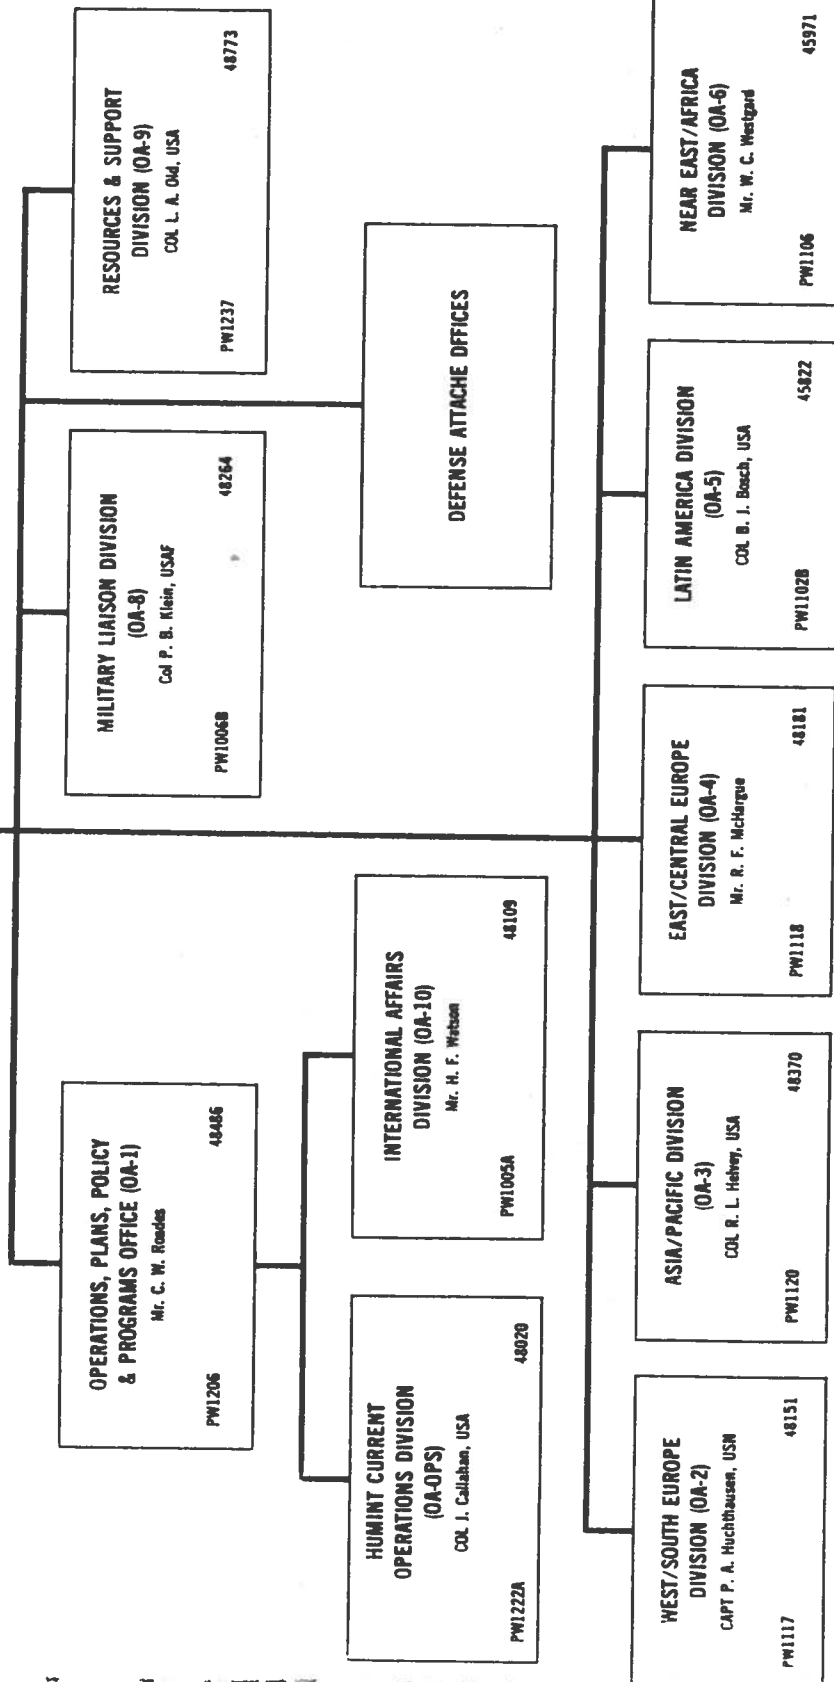 OPERATIONS, PLANS, POLICY
& PROGRAMS OFFICE (OA-1)
Mr. C. W. Roades
PW1206 48486
MILITARY LIAISON DIVISION
(OA-8)
Col P. B. Klein, USAF
PW1006B 48264
RESOURCES & SUPPORT
DIVISION (OA-9)
COL L. A. Old, USA
PW1237 48773
HUMINT CURRENT
OPERATIONS DIVISION
(OA-OPS)
COL J. Callahan, USA
PW1222A 48020
INTERNATIONAL AFFAIRS
DIVISION (OA-10)
Mr. H. F. Watson
PW1005A 48109
DEFENSE ATTACHE OFFICES
WEST/SOUTH EUROPE
DIVISION (OA-2)
CAPT P. A. Huchthausen, USN
PW1117 48151
ASIA/PACIFIC DIVISION
(OA-3)
COL R. L. Helvey, USA
PW1120 48370
EAST/CENTRAL EUROPE
DIVISION (OA-4)
Mr. R. F. McHargue
PW1118 48181
LATIN AMERICA DIVISION
(OA-5)
COL B. J. Bosch, USA
PW1102B 45822
NEAR EAST/AFRICA
DIVISION (OA-6)
Mr. W. C. Westgard
PW1106 45971